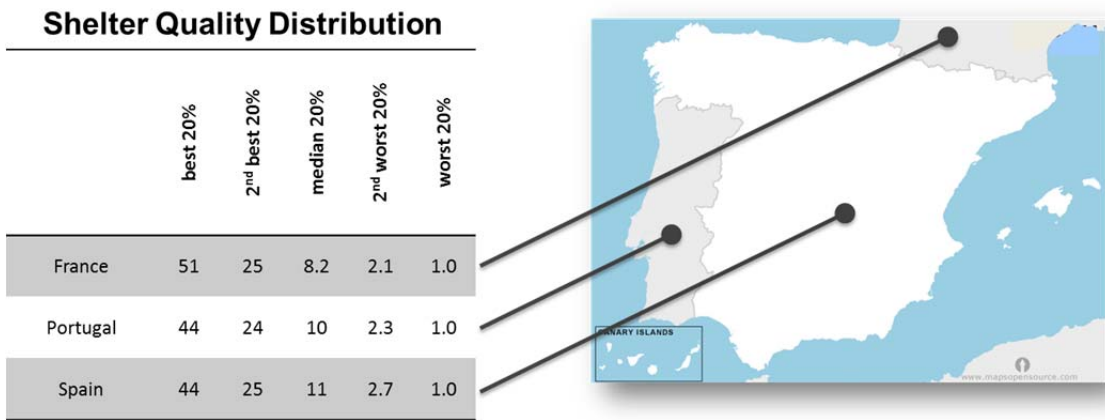 Shelter Quality Distribution
best 20% 2nd best 20% median 20% 2nd worst 20% worst 20%
France 51 25 8.2 2.1 1.0
Portugal 44 24 10 2.3 1.0
Spain 44 25 11 2.7 1.0
CANARY ISLANDS
www.mapsopensource.com